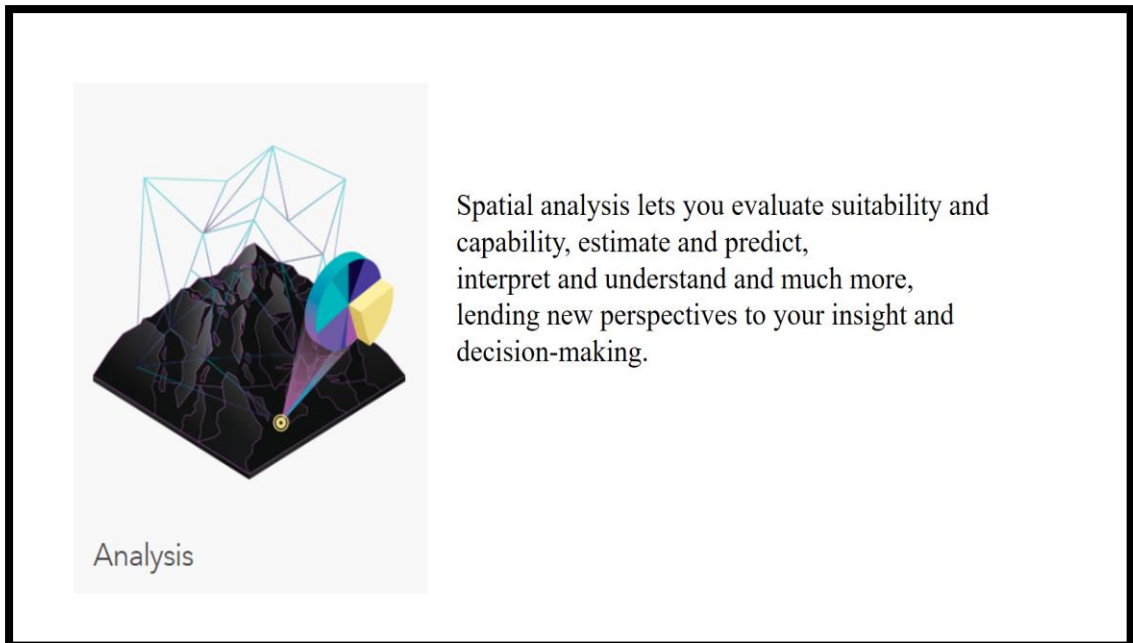 Spatial analysis lets you evaluate suitability and
capability, estimate and predict,
interpret and understand and much more,
lending new perspectives to your insight and
decision-making.
Analysis